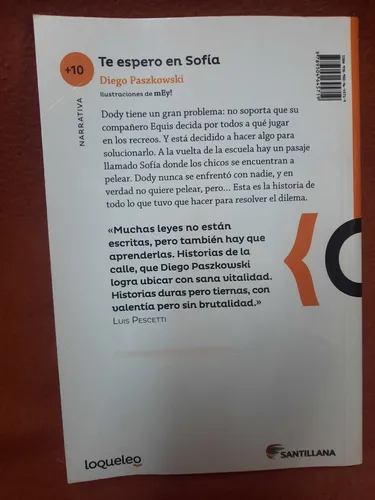 +10
Te espero en Sofía
Diego Paszkowski
Ilustraciones de mEy!
NARRATIVA
Dody tiene un gran problema: no soporta que su
compañero Equis decida por todos a qué jugar
en los recreos. Y está decidido a hacer algo para
solucionarlo. A la vuelta de la escuela hay un pasaje
llamado Sofía donde los chicos se encuentran a
pelear. Dody nunca se enfrentó con nadie, y en
verdad no quiere pelear, pero... Esta es la historia de
todo lo que tuvo que hacer para resolver el dilema.
«Muchas leyes no están
escritas, pero también hay que
aprenderlas. Historias de la
calle, que Diego Paszkowski
logra ubicar con sana vitalidad.
Historias duras pero tiernas, con
valentía pero sin brutalidad.»
LUIS PESCETTI
loqueleo
SANTILLANA